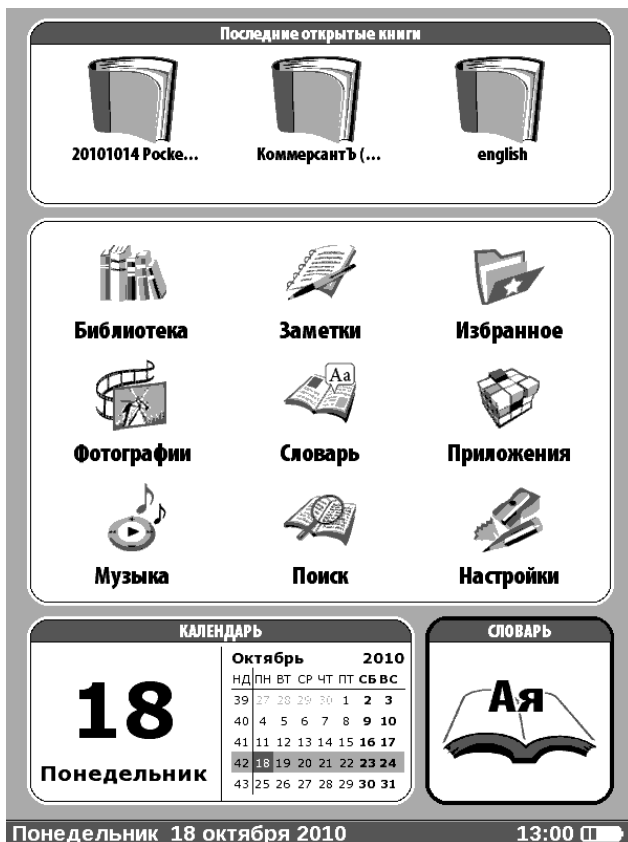 Последние открытые книги
20101014 Pocke... КоммерсантЪ (... english
Библиотека Заметки Избранное
Aa
Фотографии Словарь Приложения
Музыка Поиск Настройки
КАЛЕНДАРЬ
18
Понедельник
Октябрь 2010
НД ПН ВТ СР ЧТ ПТ СБ ВС
39 27 28 29 30 1 2 3
40 4 5 6 7 8 9 10
41 11 12 13 14 15 16 17
42 18 19 20 21 22 23 24
43 25 26 27 28 29 30 31
СЛОВАРЬ
Ая
Понедельник 18 октября 2010 13:00